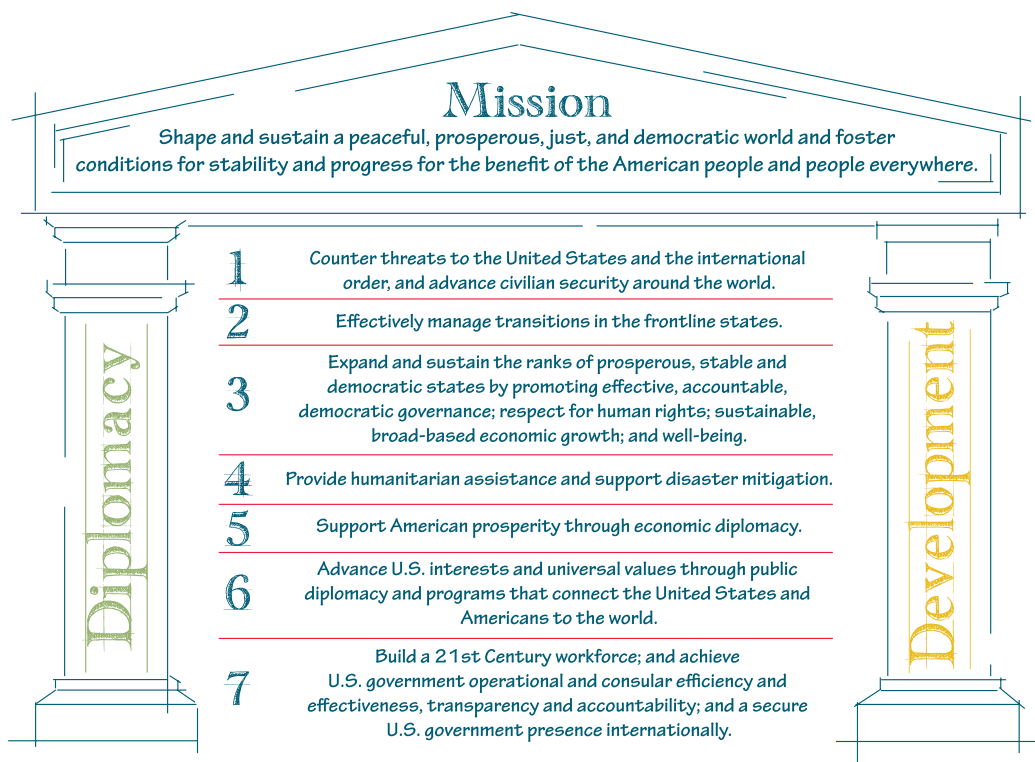 Mission
Shape and sustain a peaceful, prosperous, just, and democratic world and foster
conditions for stability and progress for the benefit of the American people and people everywhere.
Diplomacy
1
Counter threats to the United States and the international
order, and advance civilian security around the world.
2
Effectively manage transitions in the frontline states.
3
Expand and sustain the ranks of prosperous, stable and
democratic states by promoting effective, accountable,
democratic governance; respect for human rights; sustainable,
broad-based economic growth; and well-being.
4
Provide humanitarian assistance and support disaster mitigation.
5
Support American prosperity through economic diplomacy.
6
Advance U.S. interests and universal values through public
diplomacy and programs that connect the United States and
Americans to the world.
7
Build a 21st Century workforce; and achieve
U.S. government operational and consular efficiency and
effectiveness, transparency and accountability; and a secure
U.S. government presence internationally.
Development